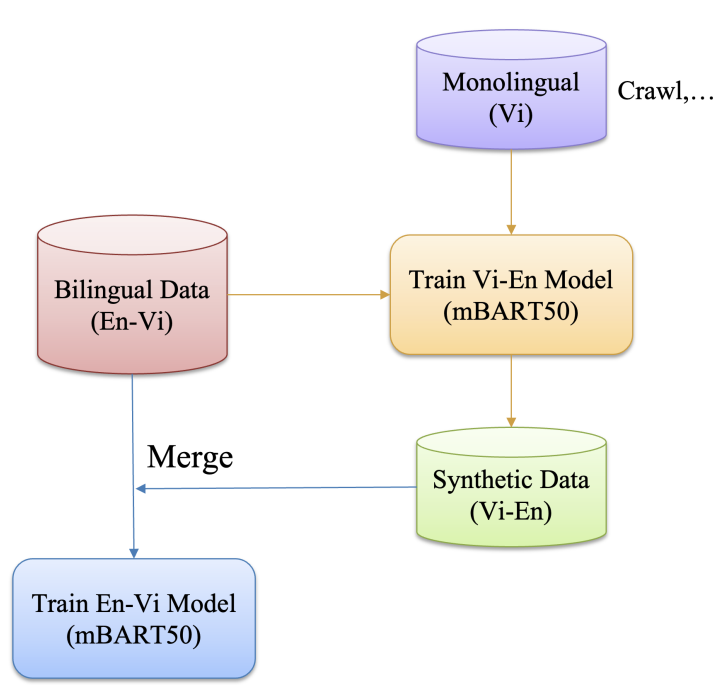 Monolingual
(Vi)
Crawl,…
Bilingual Data
(En-Vi)
Train Vi-En Model
(mBART50)
Merge
Synthetic Data
(Vi-En)
Train En-Vi Model
(mBART50)